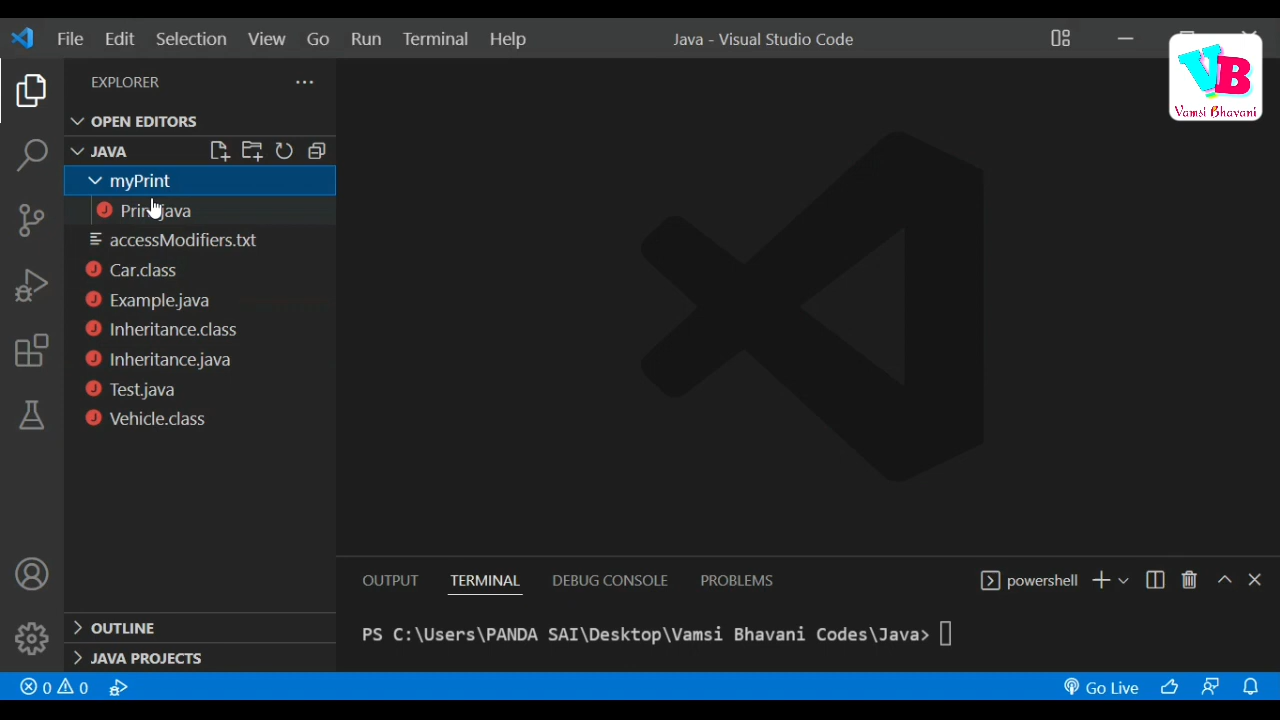 File Edit Selection View Go Run Terminal Help Java - Visual Studio Code
VB
Vamsi Bhavani
EXPLORER
OPEN EDITORS
JAVA
myPrint
accessModifiers.txt
Car.class
Example.java
Inheritance.class
Inheritance.java
Test.java
Vehicle.class
OUTPUT TERMINAL DEBUG CONSOLE PROBLEMS powershell
PS C:\Users\PANDA SAI\Desktop\Vamsi Bhavani Codes\Java>
OUTLINE
JAVA PROJECTS
0 0 Go Live